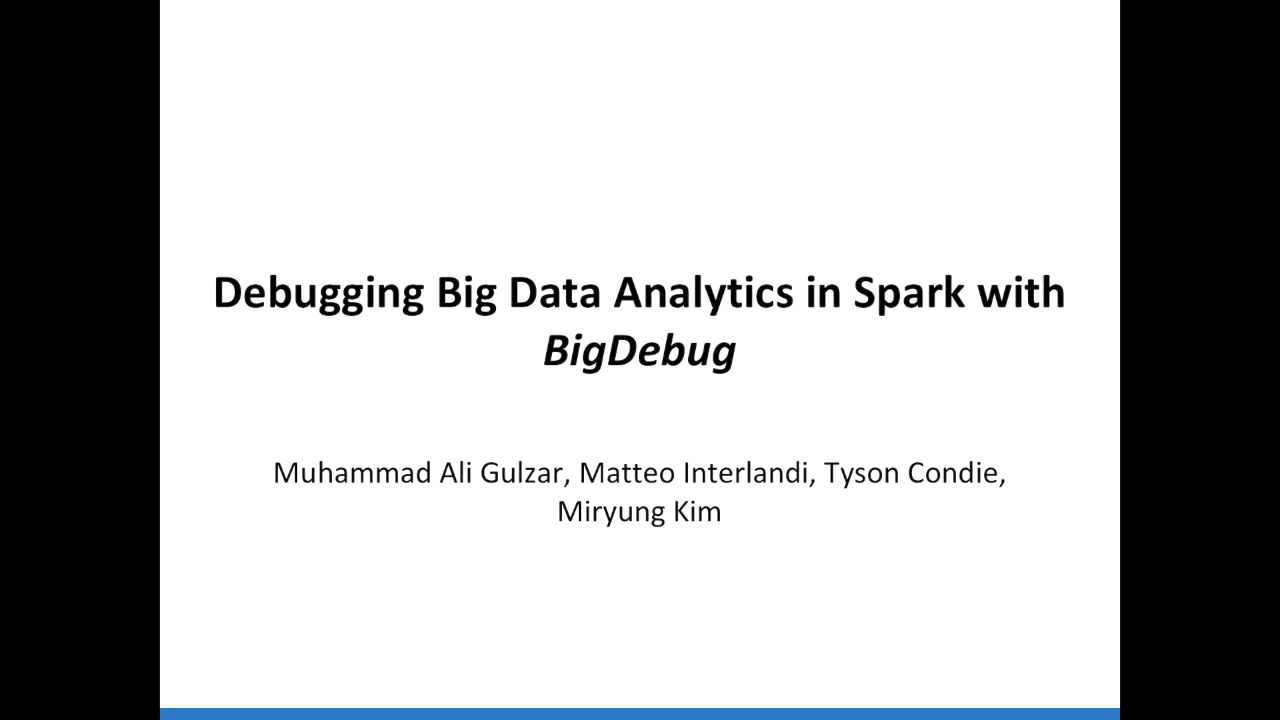 Debugging Big Data Analytics in Spark with
BigDebug
Muhammad Ali Gulzar, Matteo Interlandi, Tyson Condie,
Miryung Kim